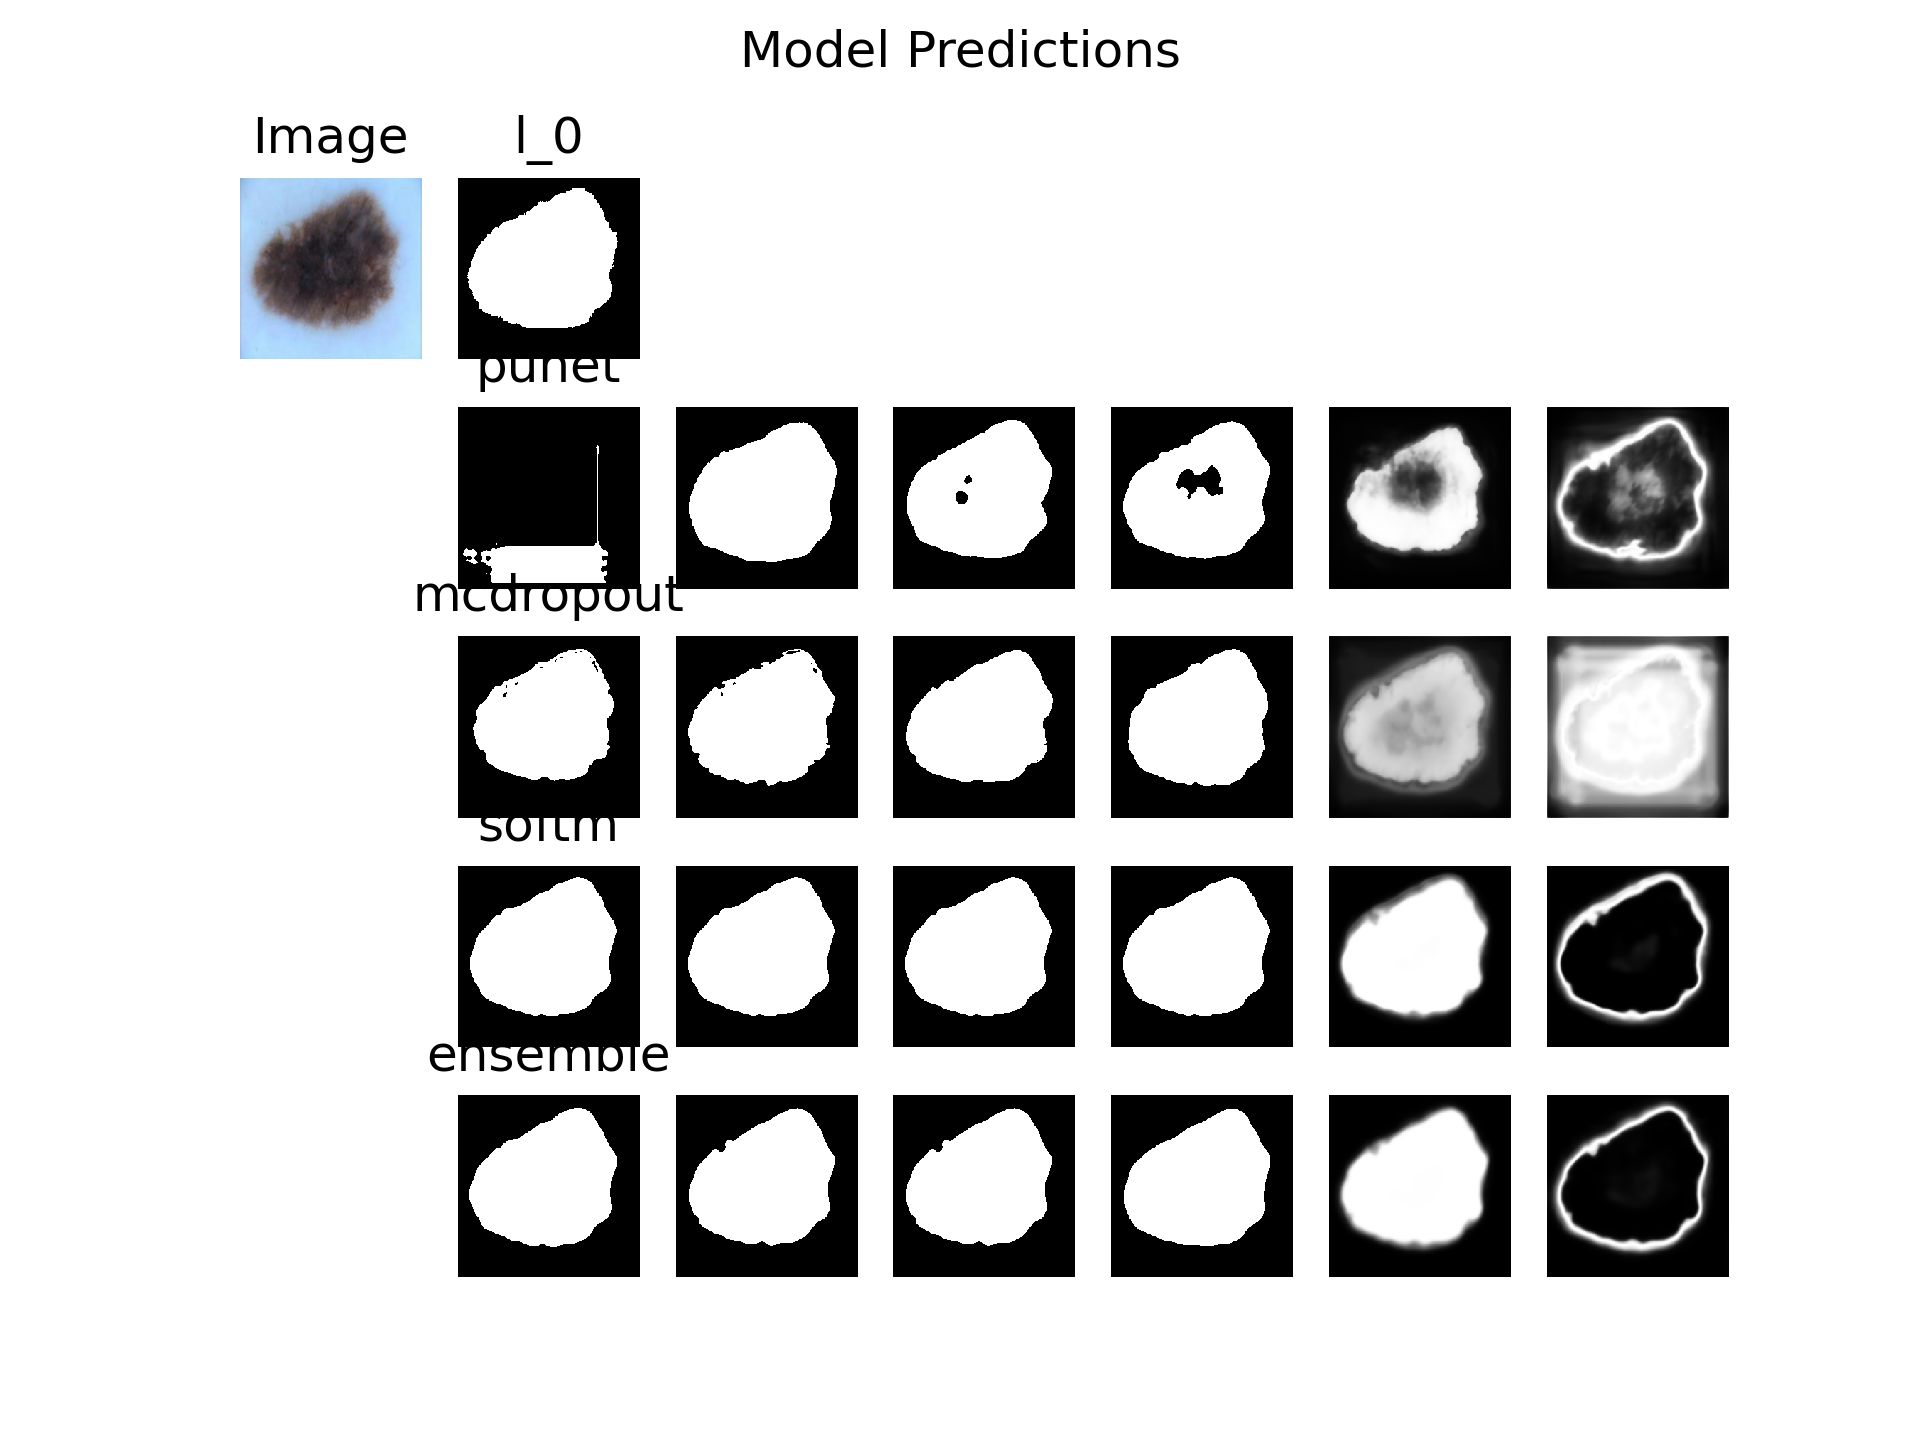 Model Predictions
Image l_0
punet
mcdropout
softm
ensemble